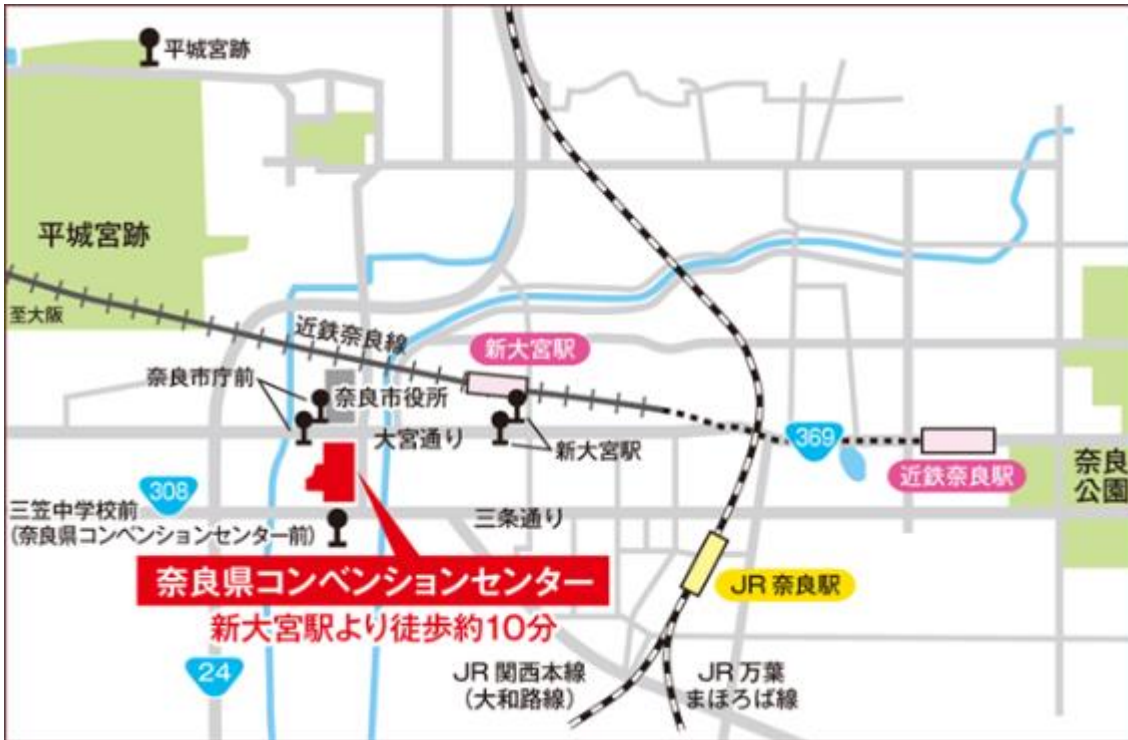 平城宮跡
平城宮跡
至大阪
近鉄奈良線
新大宮駅
奈良市庁前
奈良市役所
大宮通り
新大宮駅
369
近鉄奈良駅
奈良
公園
308
三笠中学校前
(奈良県コンベンションセンター前)
三条通り
奈良県コンベンションセンター
新大宮駅より徒歩約10分
JR 奈良駅
24
JR 関西本線
(大和路線)
JR 万葉
まほろば線